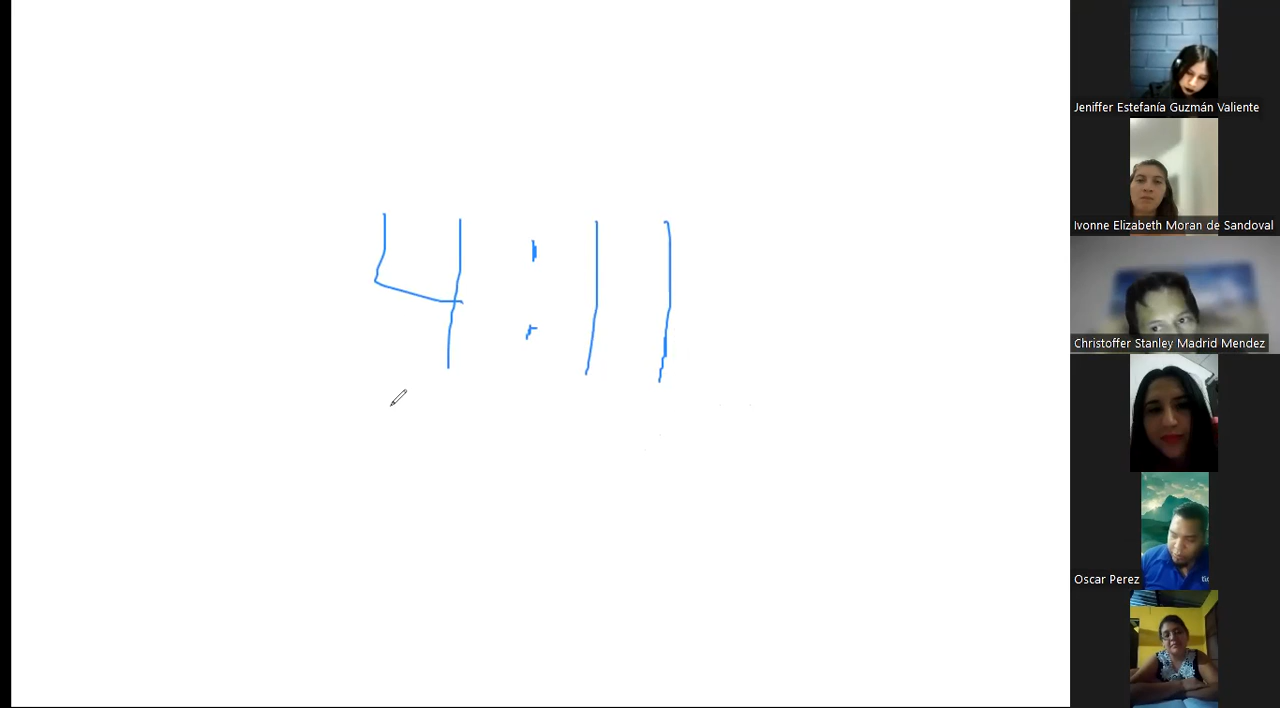 4:11
Jeniffer Estefanía Guzmán Valiente
Ivonne Elizabeth Moran de Sandoval
Christoffer Stanley Madrid Mendez
Oscar Perez